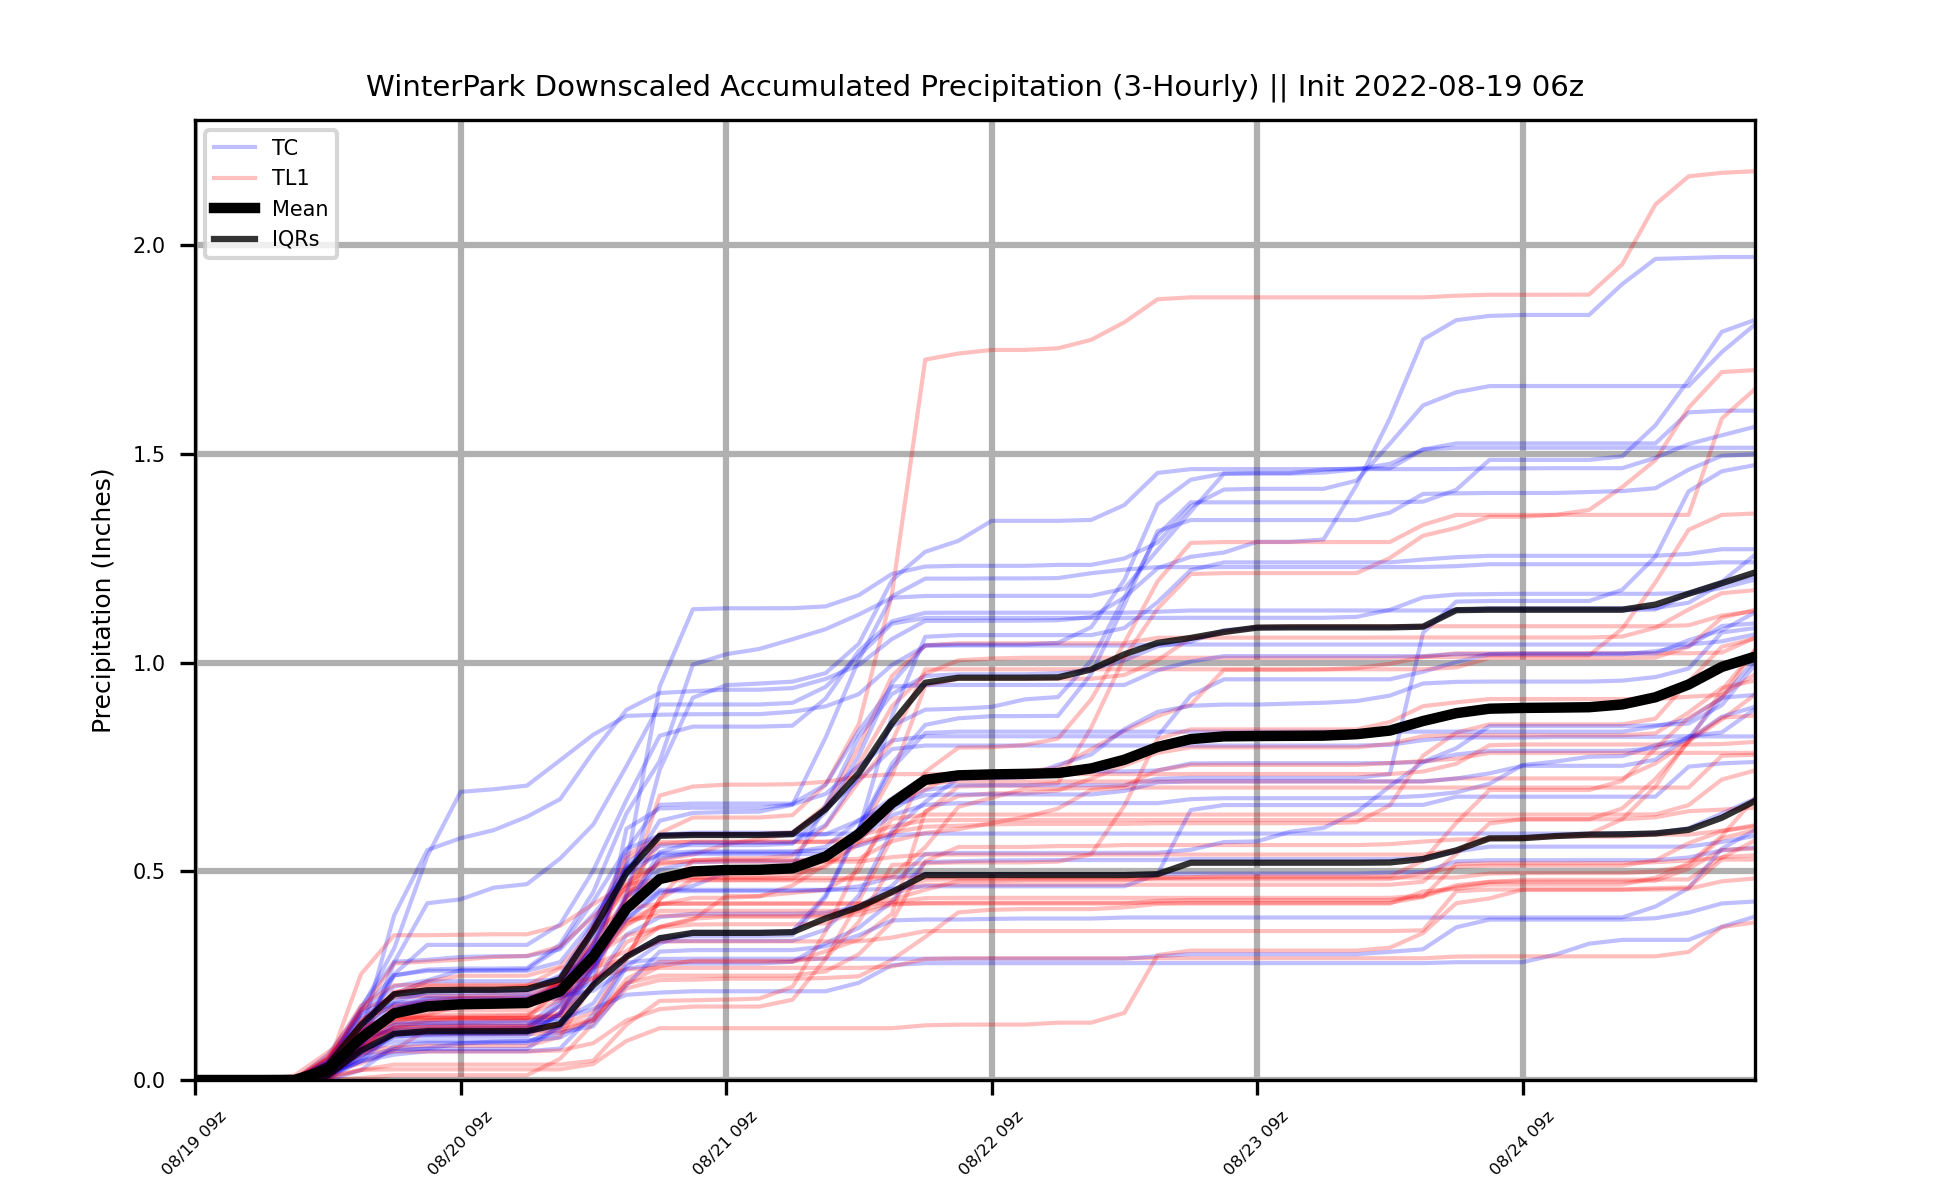 WinterPark Downscaled Accumulated Precipitation (3-Hourly) || Init 2022-08-19 06z
TC
TL1
Mean
IQRs
Precipitation (Inches)
2.0
1.5
1.0
0.5
0.0
08/19 09z
08/20 09z
08/21 09z
08/22 09z
08/23 09z
08/24 09z